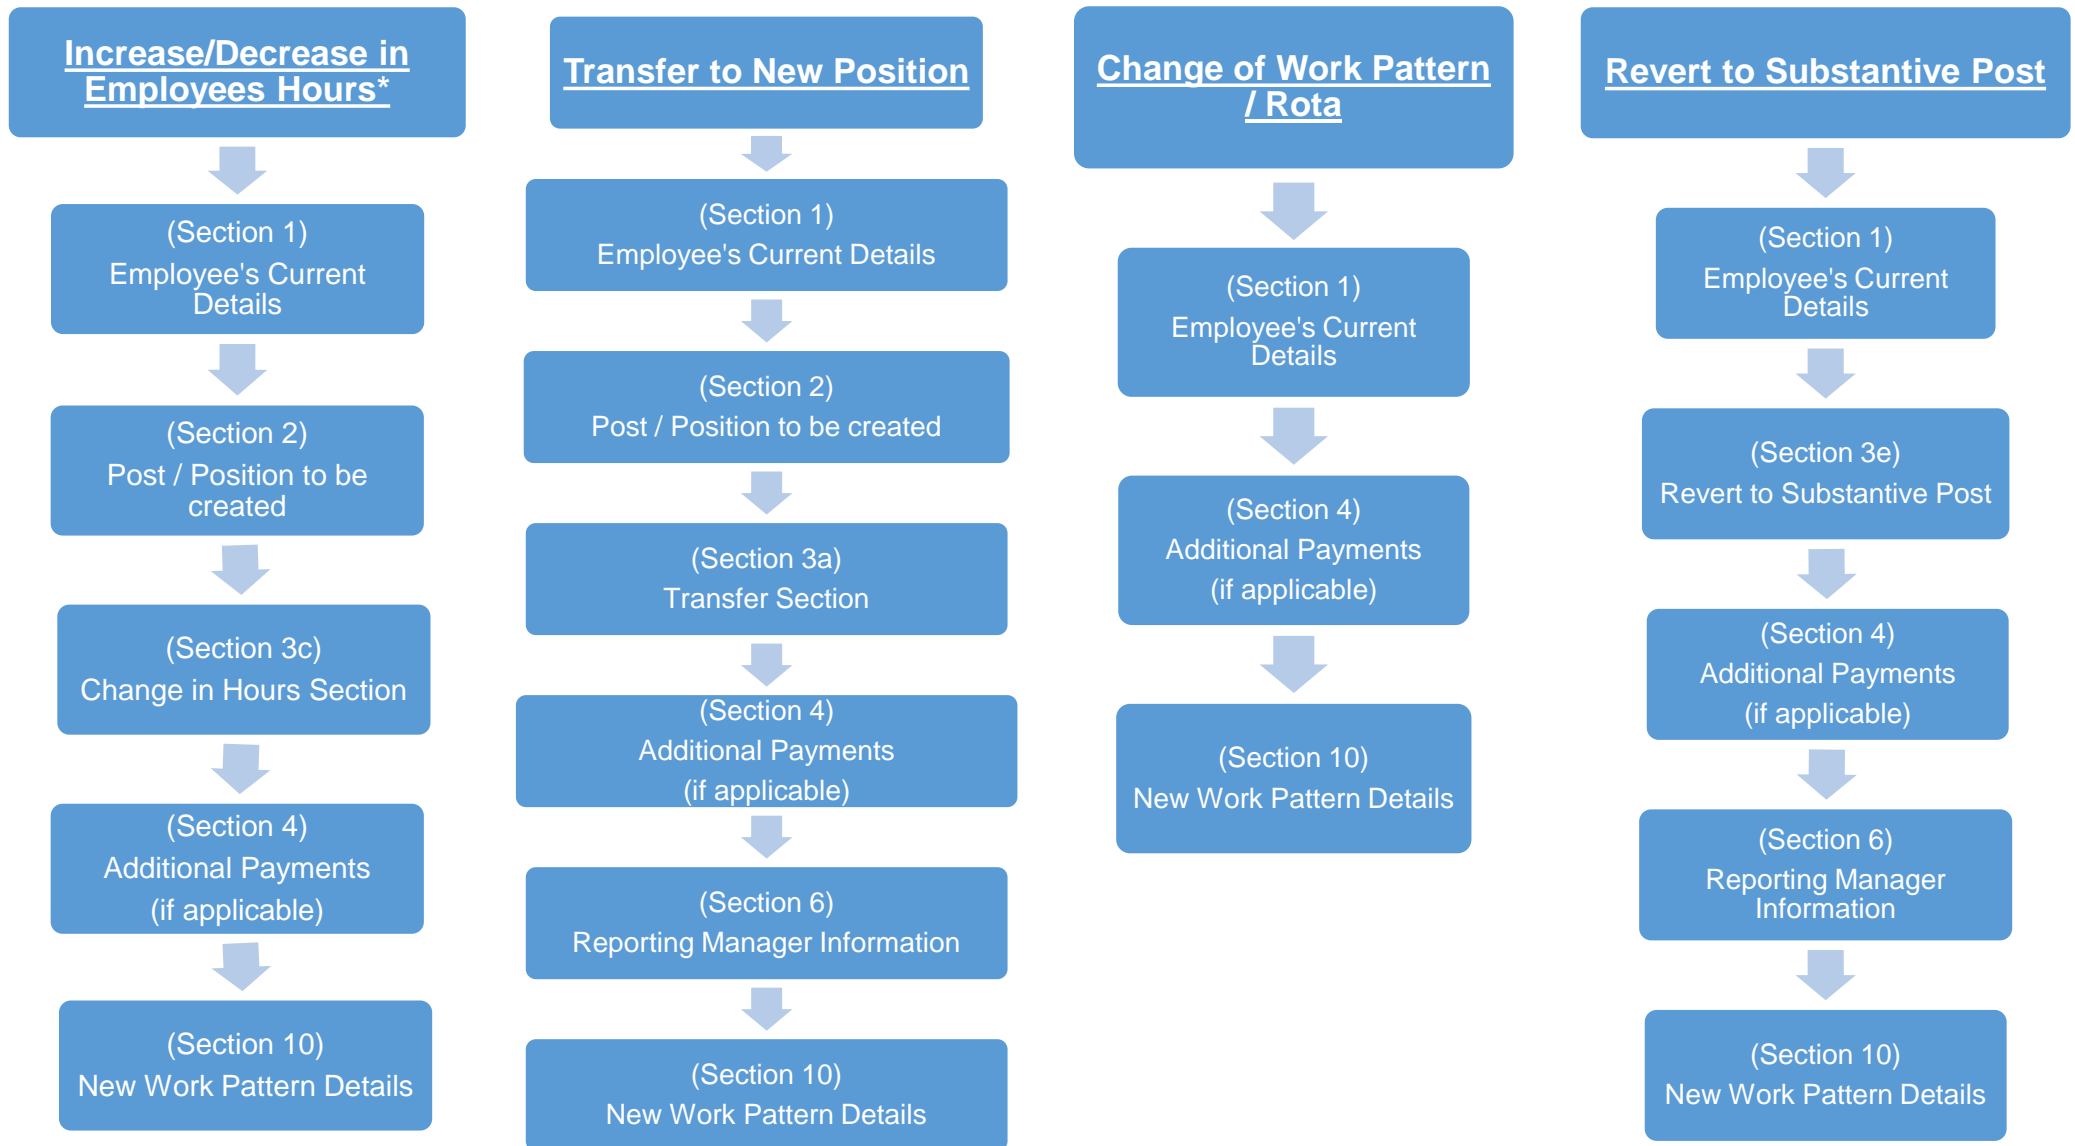 Increase/Decrease in
Employees Hours*
(Section 1)
Employee's Current
Details
(Section 2)
Post / Position to be
created
(Section 3c)
Change in Hours Section
(Section 4)
Additional Payments
(if applicable)
(Section 10)
New Work Pattern Details
Transfer to New Position
(Section 1)
Employee's Current Details
(Section 2)
Post / Position to be created
(Section 3a)
Transfer Section
(Section 4)
Additional Payments
(if applicable)
(Section 6)
Reporting Manager Information
(Section 10)
New Work Pattern Details
Change of Work Pattern
/ Rota
(Section 1)
Employee's Current
Details
(Section 4)
Additional Payments
(if applicable)
(Section 10)
New Work Pattern Details
Revert to Substantive Post
(Section 1)
Employee's Current
Details
(Section 3e)
Revert to Substantive Post
(Section 4)
Additional Payments
(if applicable)
(Section 6)
Reporting Manager
Information
(Section 10)
New Work Pattern Details